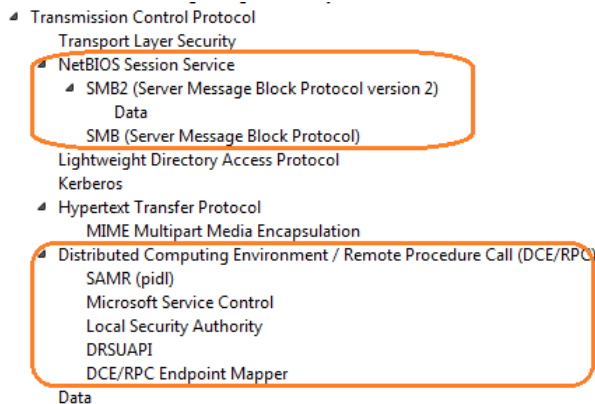 Transmission Control Protocol
Transport Layer Security
NetBIOS Session Service
SMB2 (Server Message Block Protocol version 2)
Data
SMB (Server Message Block Protocol)
Lightweight Directory Access Protocol
Kerberos
Hypertext Transfer Protocol
MIME Multipart Media Encapsulation
Distributed Computing Environment / Remote Procedure Call (DCE/RPC)
SAMR (pidl)
Microsoft Service Control
Local Security Authority
DRSUAPI
DCE/RPC Endpoint Mapper
Data